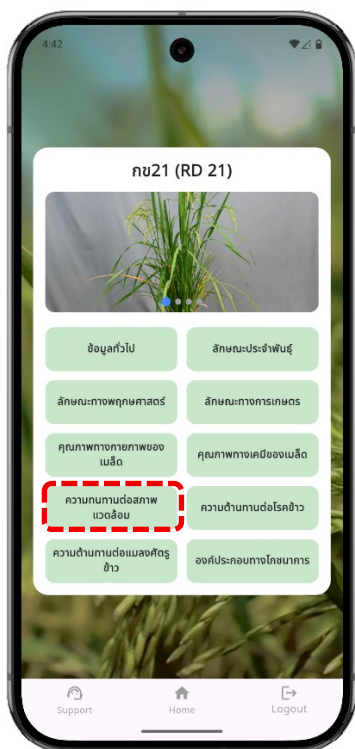 4:42
กข21 (RD 21)
ข้อมูลทั่วไป
ลักษณะประจำพันธุ์
ลักษณะทางพฤกษศาสตร์
ลักษณะทางการเกษตร
คุณภาพทางกายภาพของ
เมล็ด
คุณภาพทางเคมีของเมล็ด
ความทนทานต่อสภาพ
แวดล้อม
ความต้านทานต่อโรคข้าว
ความต้านทานต่อแมลงศัตรู
ข้าว
องค์ประกอบทางโภชนาการ
Support
Home
Logout